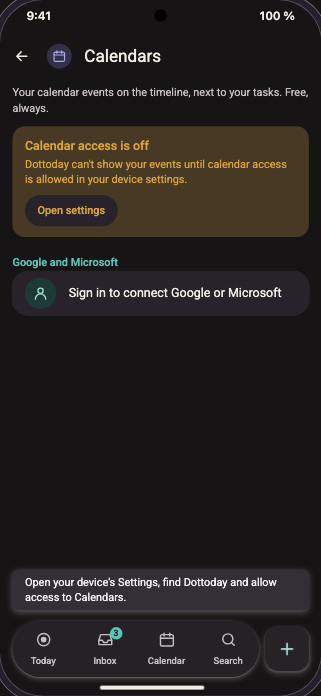 9:41
100 %
Calendars
Your calendar events on the timeline, next to your tasks. Free,
always.
Calendar access is off
Dottoday can't show your events until calendar access
is allowed in your device settings.
Open settings
Google and Microsoft
Sign in to connect Google or Microsoft
Open your device's Settings, find Dottoday and allow
access to Calendars.
3
Today
Inbox
Calendar
Search